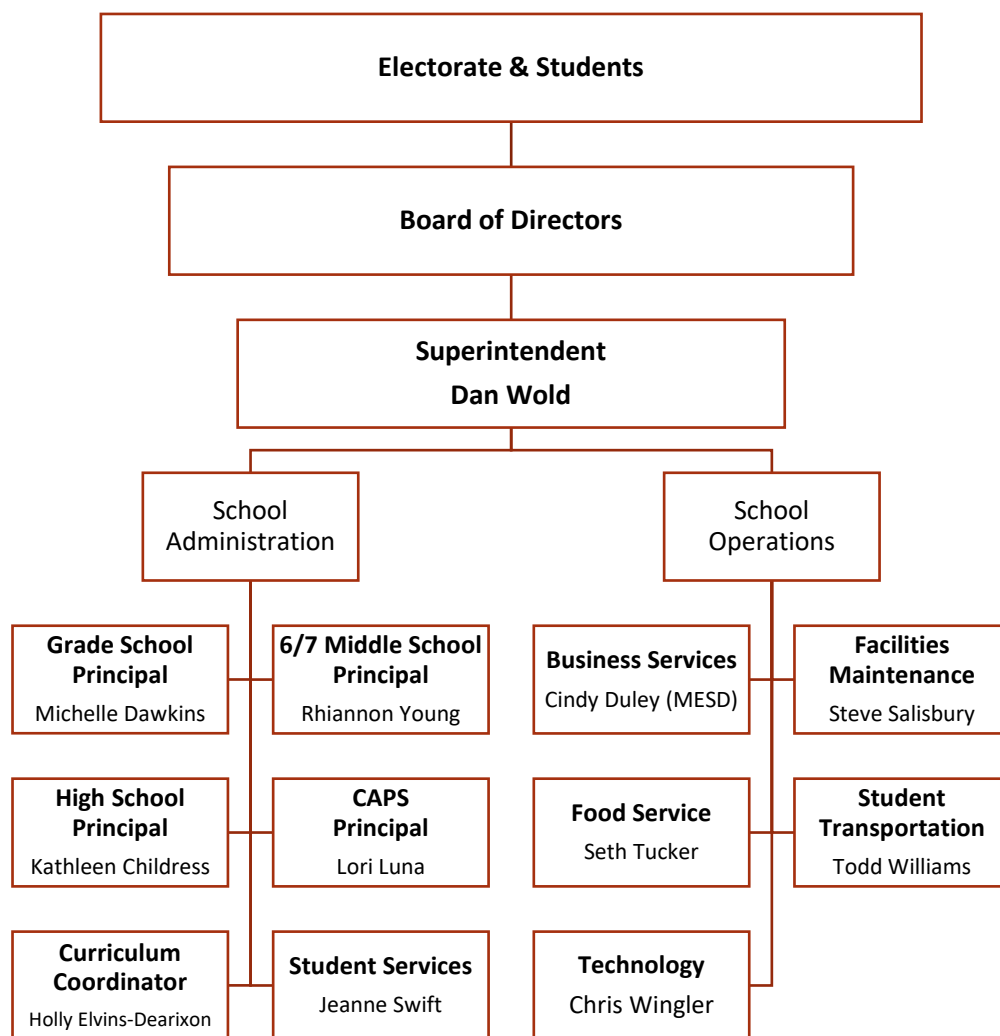 Electorate & Students
Board of Directors
Superintendent
Dan Wold
School
Administration
School
Operations
Grade School
Principal
Michelle Dawkins
6/7 Middle School
Principal
Rhiannon Young
Business Services
Cindy Duley (MESD)
Facilities
Maintenance
Steve Salisbury
High School
Principal
Kathleen Childress
CAPS
Principal
Lori Luna
Food Service
Seth Tucker
Student
Transportation
Todd Williams
Curriculum
Coordinator
Holly Elvins-Dearixon
Student Services
Jeanne Swift
Technology
Chris Wingler